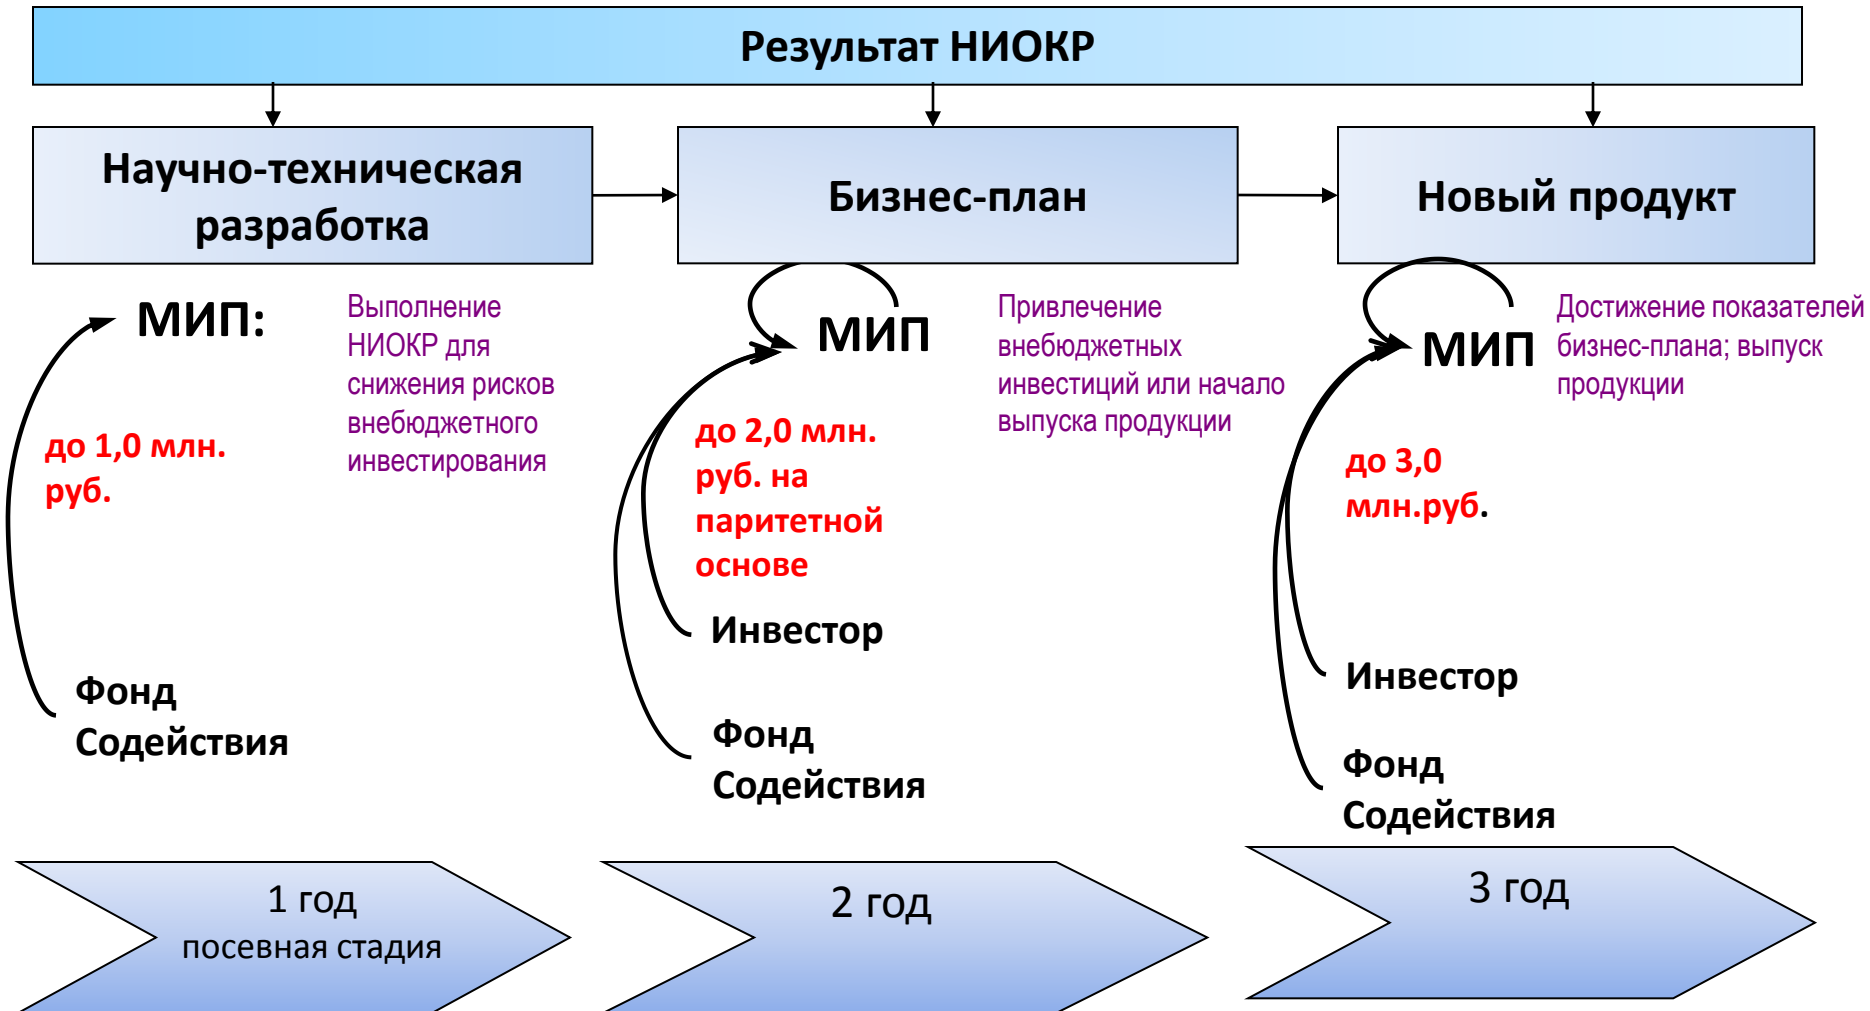 Результат НИОКР
Научно-техническая
разработка
Бизнес-план
Новый продукт
МИП:
Выполнение
НИОКР для
снижения рисков
внебюджетного
инвестирования
до 1,0 млн.
руб.
Фонд
Содействия
МИП
Привлечение
внебюджетных
инвестиций или начало
выпуска продукции
до 2,0 млн.
руб. на
паритетной
основе
Инвестор
Фонд
Содействия
МИП
Достижение показателей
бизнес-плана; выпуск
продукции
до 3,0
млн.руб.
Инвестор
Фонд
Содействия
1 год
посевная стадия
2 год
3 год